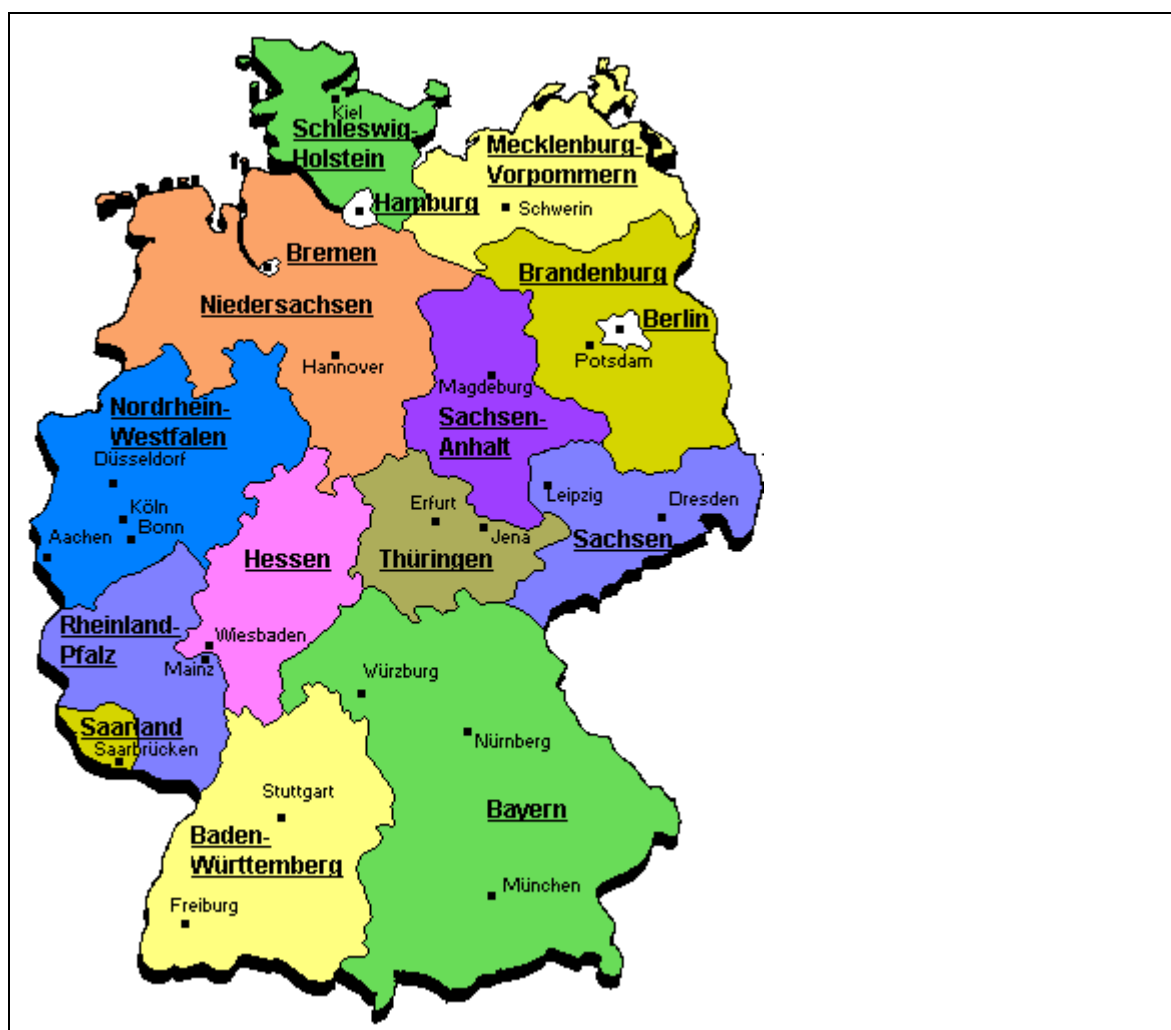 Kiel
Schleswig-
Holstein
Mecklenburg-
Vorpommern
Hamburg
Schwerin
Bremen
Brandenburg
Niedersachsen
Berlin
Hannover
Potsdam
Magdeburg
Nordrhein-
Westfalen
Sachsen-
Anhalt
Düsseldorf
Leipzig
Dresden
Köln
Bonn
Erfurt
Jena
Aachen
Sachsen
Hessen
Thüringen
Rheinland-
Pfalz
Wiesbaden
Mainz
Würzburg
Saarland
Saarbrücken
Nürnberg
Stuttgart
Bayern
Baden-
Württemberg
München
Freiburg